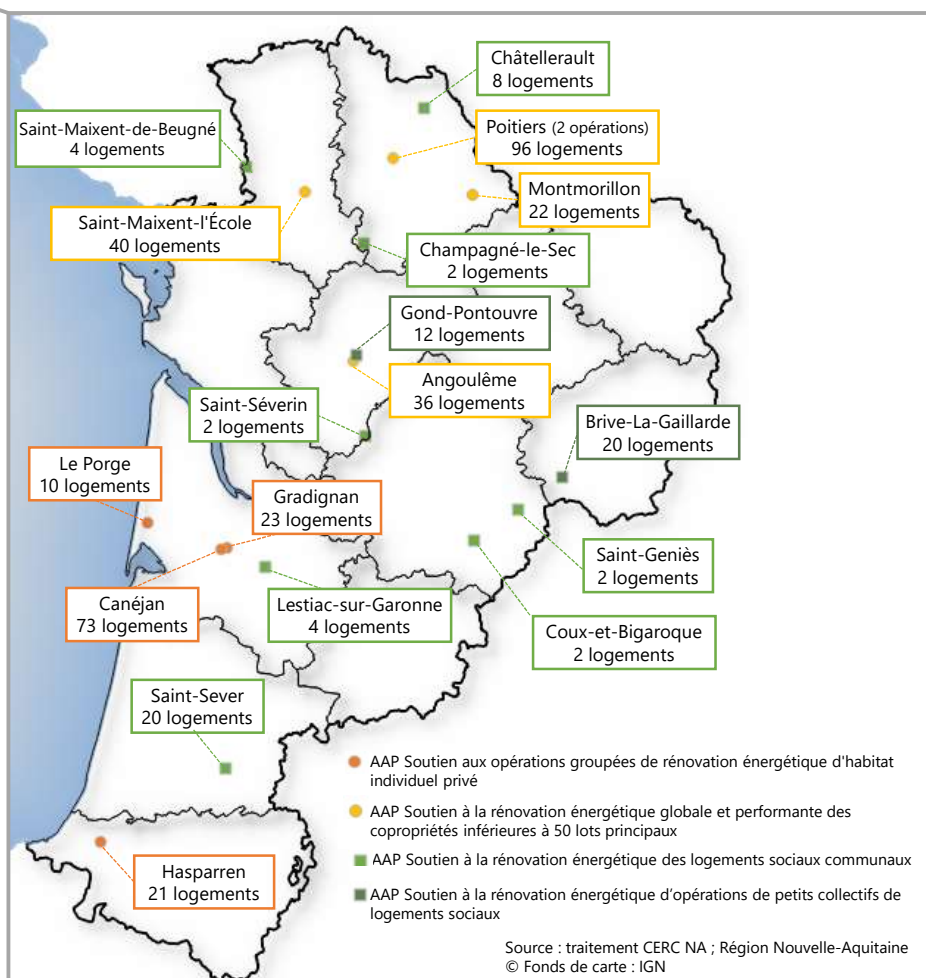 Châtellerault
8 logements
Saint-Maixent-de-Beugné
4 logements
Poitiers (2 opérations)
96 logements
Montmorillon
22 logements
Saint-Maixent-l'École
40 logements
Champagné-le-Sec
2 logements
Gond-Pontouvre
12 logements
Angoulême
36 logements
Saint-Séverin
2 logements
Brive-La-Gaillarde
20 logements
Le Porge
10 logements
Gradignan
23 logements
Saint-Geniès
2 logements
Canéjan
73 logements
Lestiac-sur-Garonne
4 logements
Coux-et-Bigaroque
2 logements
Saint-Sever
20 logements
Hasparren
21 logements
AAP Soutien aux opérations groupées de rénovation énergétique d'habitat
individuel privé
AAP Soutien à la rénovation énergétique globale et performante des
copropriétés inférieures à 50 lots principaux
AAP Soutien à la rénovation énergétique des logements sociaux communaux
AAP Soutien à la rénovation énergétique d’opérations de petits collectifs de
logements sociaux
Source : traitement CERC NA ; Région Nouvelle-Aquitaine
© Fonds de carte : IGN